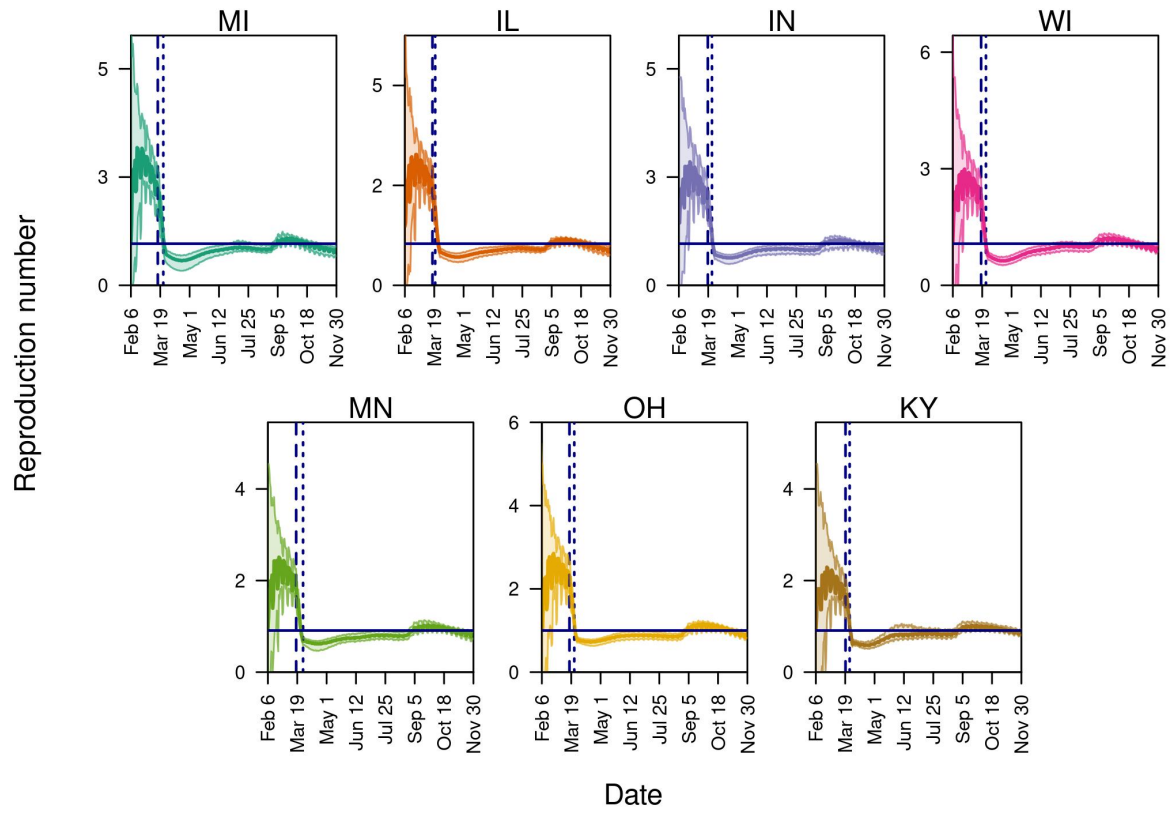 MI IL IN WI
5 5 5 6
3 2 3 3
0 0 0 0
Feb 6 Mar 19 May 1 Jun 12 Jul 25 Sep 5 Oct 18 Nov 30
Feb 6 Mar 19 May 1 Jun 12 Jul 25 Sep 5 Oct 18 Nov 30
Feb 6 Mar 19 May 1 Jun 12 Jul 25 Sep 5 Oct 18 Nov 30
Feb 6 Mar 19 May 1 Jun 12 Jul 25 Sep 5 Oct 18 Nov 30
Reproduction number
MN OH KY
6
4 4 4
2 2 2
0 0 0
Feb 6 Mar 19 May 1 Jun 12 Jul 25 Sep 5 Oct 18 Nov 30
Feb 6 Mar 19 May 1 Jun 12 Jul 25 Sep 5 Oct 18 Nov 30
Feb 6 Mar 19 May 1 Jun 12 Jul 25 Sep 5 Oct 18 Nov 30
Date